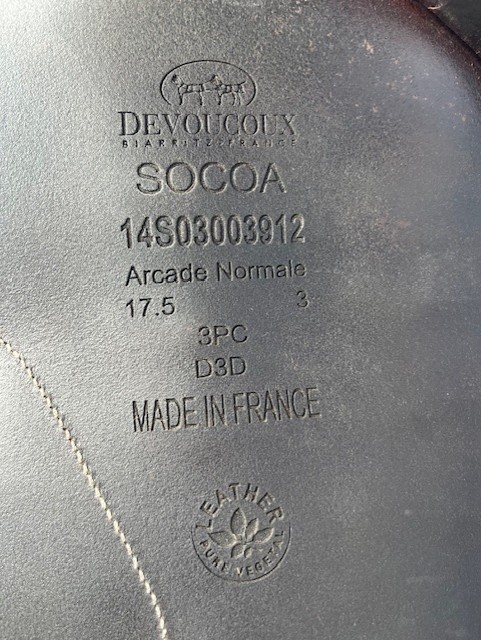 DEVOUCOUX
BIARRITZ-FRANCE
SOCOA
14S03003912
Arcade Normale
17.5 3
3PC
D3D
MADE IN FRANCE
LEATHER
PURE VEGETAL